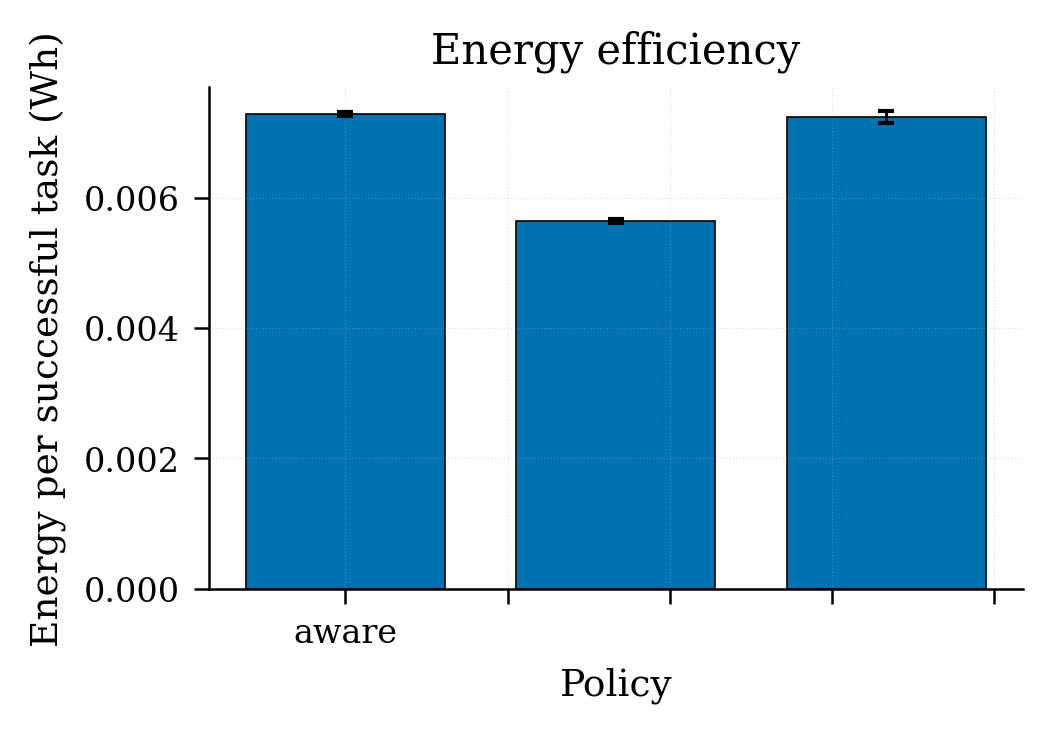 Energy efficiency
Energy per successful task (Wh)
0.006
0.004
0.002
0.000
aware
Policy